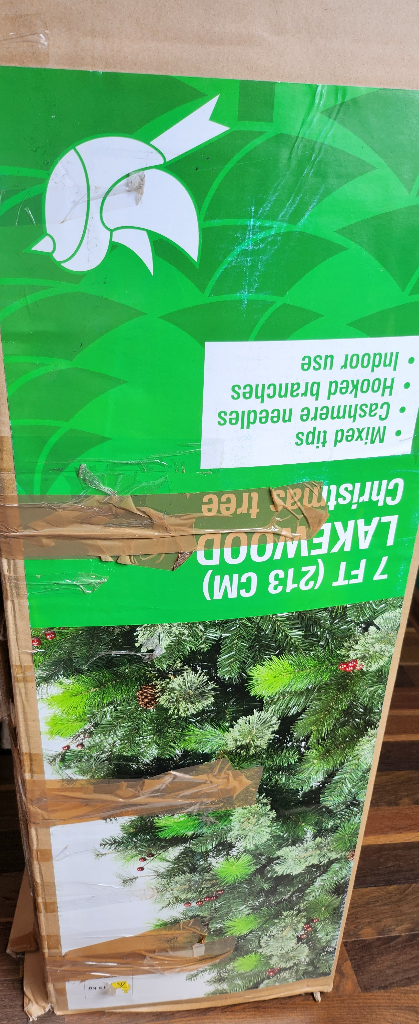 7 FT (213 CM)
LAKEWOOD
Christmas tree
• Mixed tips
• Cashmere needles
• Hooked branches
• Indoor use